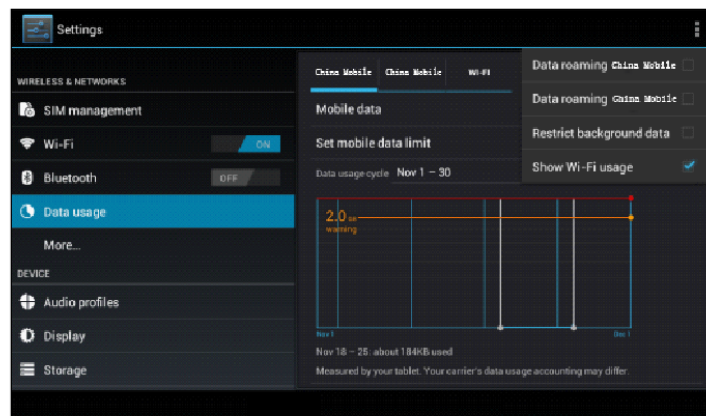 Settings
WIRELESS & NETWORKS
SIM management
Wi-Fi
ON
Bluetooth
OFF
Data usage
More...
DEVICE
Audio profiles
Display
Storage
China Mobile China Mobile WI-FI
Mobile data
Set mobile data limit
Data usage cycle Nov 1 – 30
Data roaming China Mobile
Data roaming China Mobile
Restrict background data
Show Wi-Fi usage
2.0 GB
warning
Nov 1
Dec 1
Nov 18 – 25: about 184KB used
Measured by your tablet. Your carrier's data usage accounting may differ.